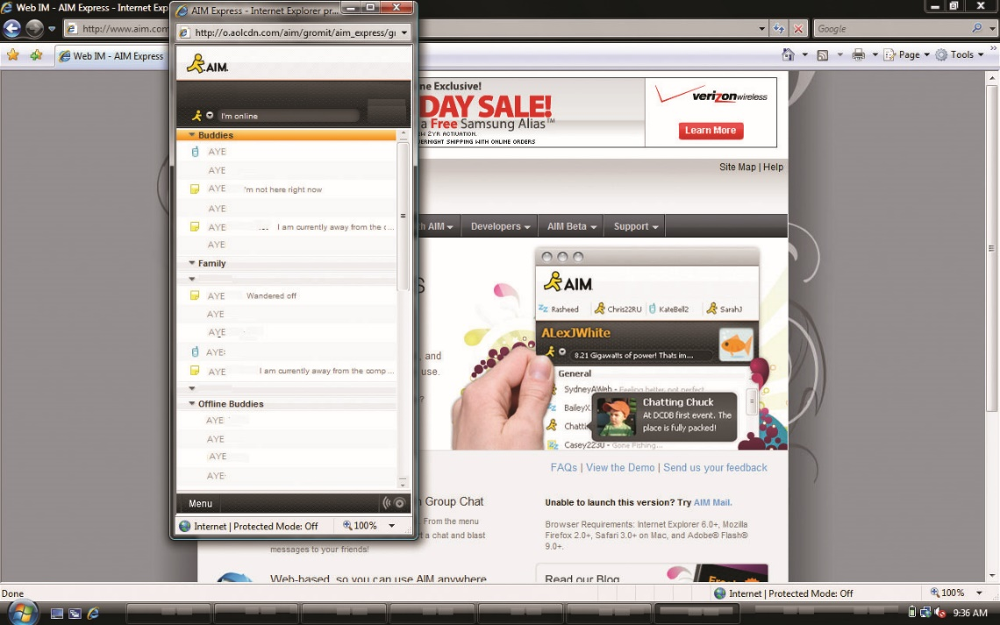 Web IM - AIM Express - Internet Exp
AIM Express - Internet Explorer pr...
http://www.aim.com
http://o.aolcdn.com/aim/gromit/aim_express/g
Google
Web IM - AIM Express
Page
Tools
AIM.
I'm online
Buddies
AYE
AYE
AYE 'm not here right now
AYE
AYE I am currently away from the c...
AYE
Family
AYE Wandered off
AYE
AYE
AYE
AYE I am currently away from the comp...
Offline Buddies
AYE
AYE
AYE
AYE
Menu
Internet | Protected Mode: Off
100%
ne Exclusive!
DAY SALE!
a Free Samsung Alias™
EW 2YR ACTIVATION.
ERNIGHT SHIPPING WITH ONLINE ORDERS
verizon wireless
Learn More
Site Map | Help
th AIM
Developers
AIM Beta
Support
S
, and
use.
?
AIM
Rasheed Chris22RU KateBell2 SarahJ
ALexJWhite
8.21 Gigawatts of power! Thats im...
General
SydneyAWeb - Feeling better, not perfect
BaileyX
Chatti
Casey223U - Gone Fishing...
Chatting Chuck
At DCDB first event. The
place is fully packed!
FAQs | View the Demo | Send us your feedback
n Group Chat
. From the menu
t a chat and blast
messages to your friends!
Web-based, so you can use AIM anywhere
Unable to launch this version? Try AIM Mail.
Browser Requirements: Internet Explorer 6.0+, Mozilla
Firefox 2.0+, Safari 3.0+ on Mac, and Adobe® Flash®
9.0+.
Read our Blog
Done
Internet | Protected Mode: Off
100%
9:36 AM